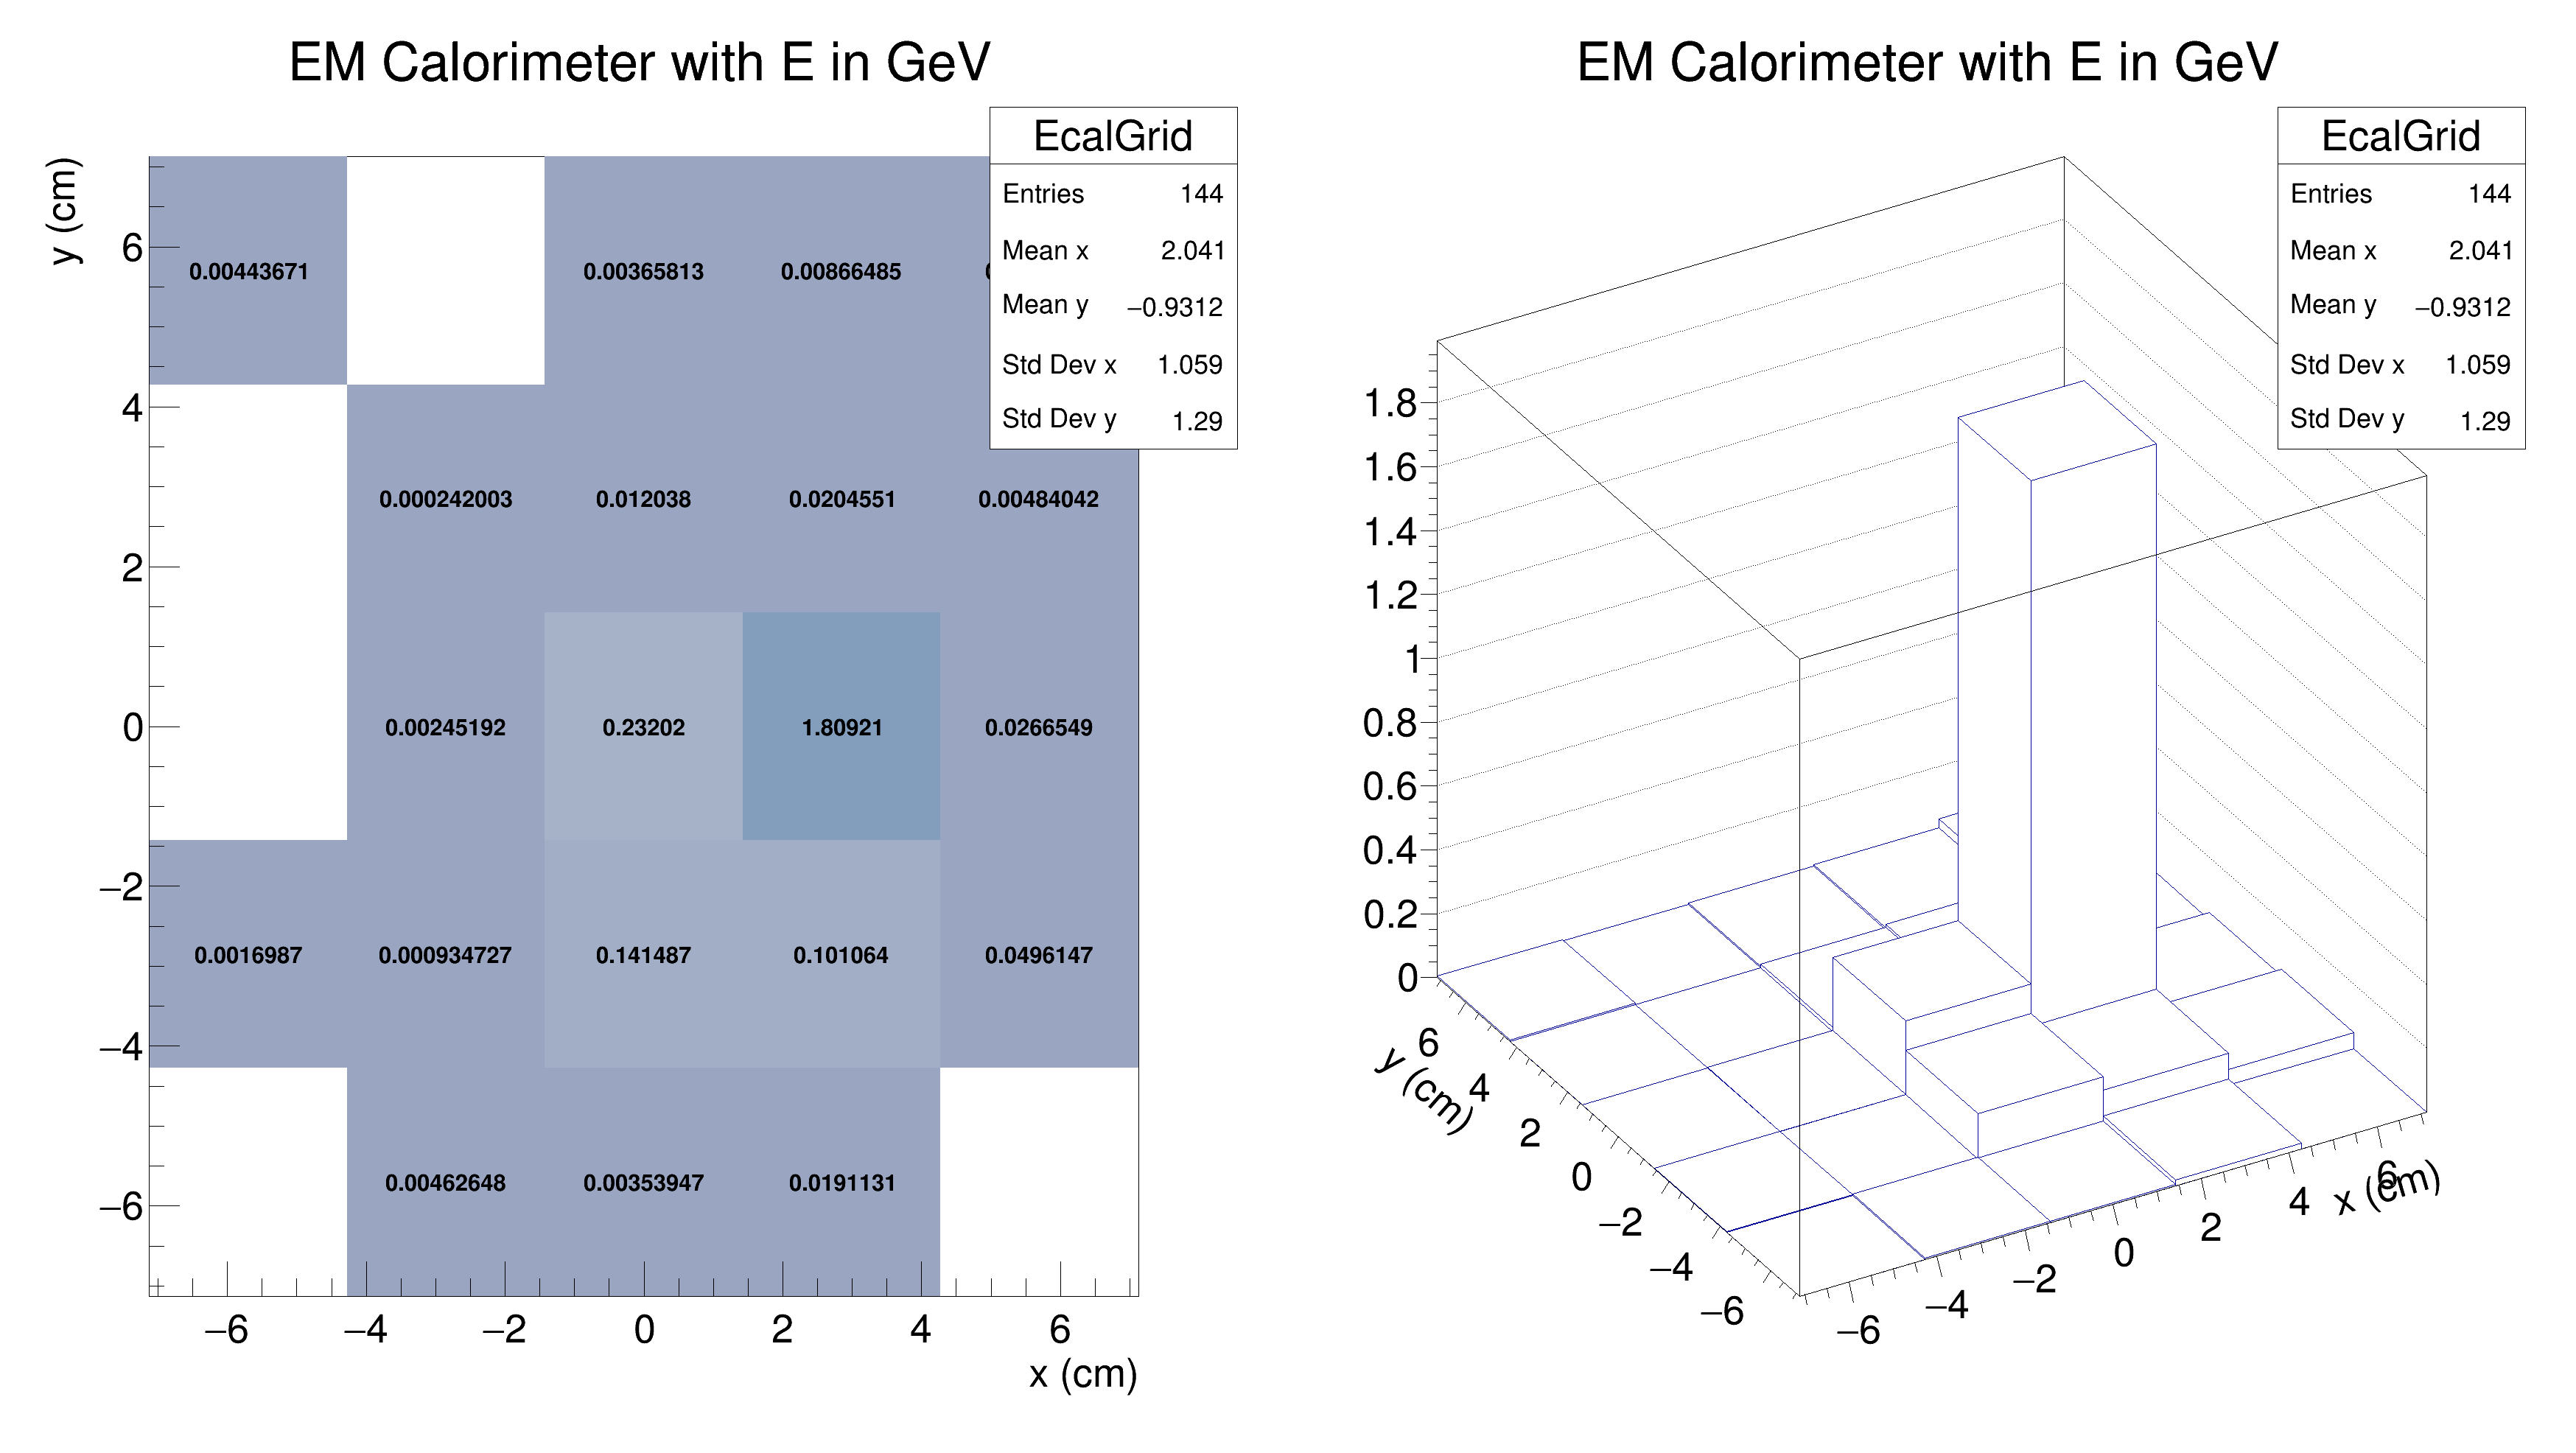 EM Calorimeter with E in GeV
EcalGrid
Entries 144
Mean x 2.041
Mean y −0.9312
Std Dev x 1.059
Std Dev y 1.29
y (cm)
6
4
2
0
−2
−4
−6
0.00443671 0.00365813 0.00866485
0.000242003 0.012038 0.0204551 0.00484042
0.00245192 0.23202 1.80921 0.0266549
0.0016987 0.000934727 0.141487 0.101064 0.0496147
0.00462648 0.00353947 0.0191131
−6 −4 −2 0 2 4 6
x (cm)
EM Calorimeter with E in GeV
EcalGrid
Entries 144
Mean x 2.041
Mean y −0.9312
Std Dev x 1.059
Std Dev y 1.29
1.8
1.6
1.4
1.2
1
0.8
0.6
0.4
0.2
0
6
4
2
0
−2
−4
−6
y (cm)
−6
−4
−2
0
2
4
6
x (cm)